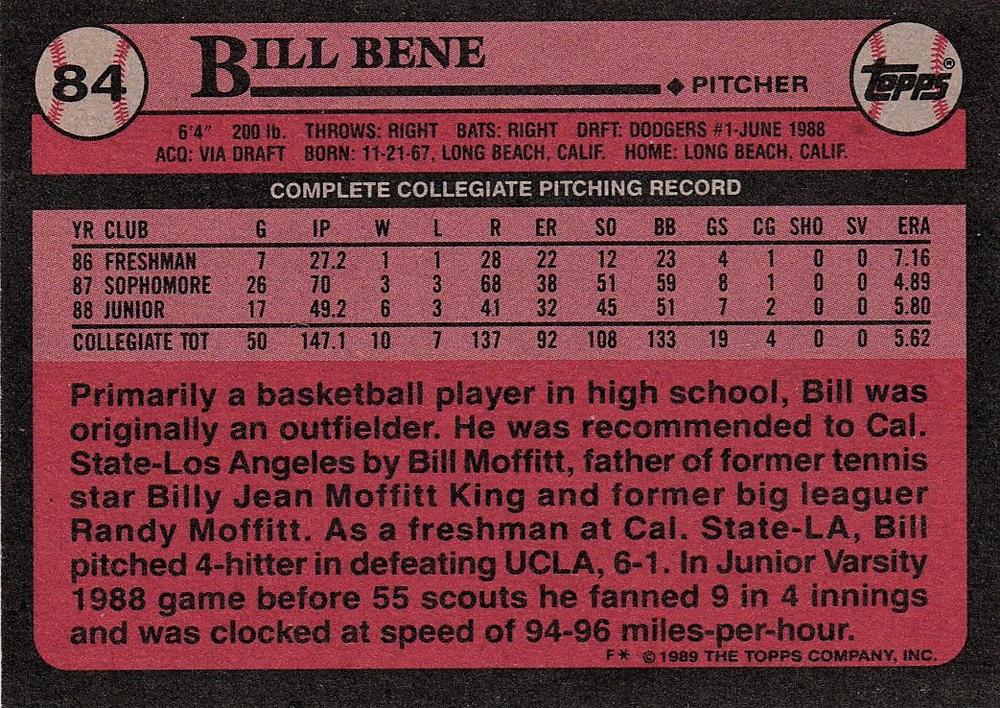 84 BILL BENE Topps®
◆ PITCHER
6'4" 200 lb. THROWS: RIGHT BATS: RIGHT DRFT: DODGERS #1-JUNE 1988
ACQ: VIA DRAFT BORN: 11-21-67, LONG BEACH, CALIF. HOME: LONG BEACH, CALIF.
COMPLETE COLLEGIATE PITCHING RECORD
YR CLUB G IP W L R ER SO BB GS CG SHO SV ERA
86 FRESHMAN 7 27.2 1 1 28 22 12 23 4 1 0 0 7.16
87 SOPHOMORE 26 70 3 3 68 38 51 59 8 1 0 0 4.89
88 JUNIOR 17 49.2 6 3 41 32 45 51 7 2 0 0 5.80
COLLEGIATE TOT 50 147.1 10 7 137 92 108 133 19 4 0 0 5.62
Primarily a basketball player in high school, Bill was
originally an outfielder. He was recommended to Cal.
State-Los Angeles by Bill Moffitt, father of former tennis
star Billy Jean Moffitt King and former big leaguer
Randy Moffitt. As a freshman at Cal. State-LA, Bill
pitched 4-hitter in defeating UCLA, 6-1. In Junior Varsity
1988 game before 55 scouts he fanned 9 in 4 innings
and was clocked at speed of 94-96 miles-per-hour.
F* ©1989 THE TOPPS COMPANY, INC.